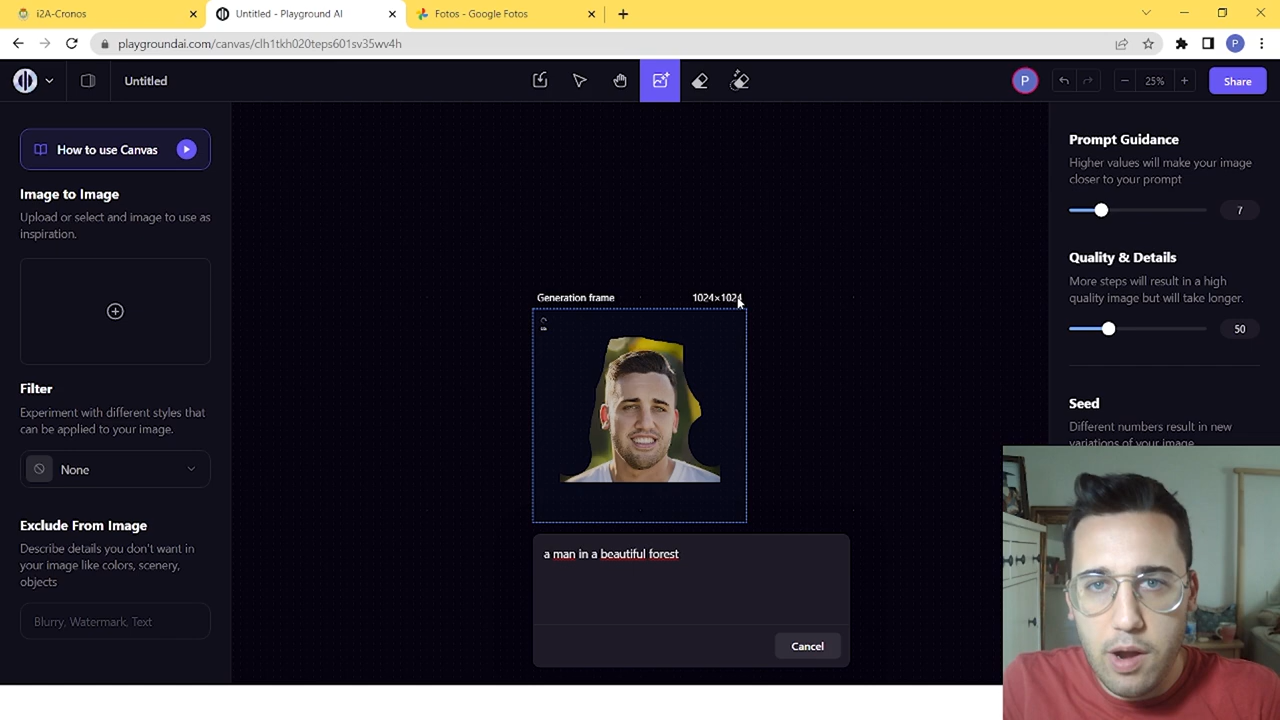 i2A-Cronos
Untitled - Playground AI
Fotos - Google Fotos
playgroundai.com/canvas/clh1tkh020teps601sv35wv4h
P
Untitled
P
25%
Share
How to use Canvas
Image to Image
Upload or select and image to use as
inspiration.
Filter
Experiment with different styles that
can be applied to your image.
None
Exclude From Image
Describe details you don't want in
your image like colors, scenery,
objects
Blurry, Watermark, Text
Generation frame
1024×1024
a man in a beautiful forest
Cancel
Prompt Guidance
Higher values will make your image
closer to your prompt
7
Quality & Details
More steps will result in a high
quality image but will take longer.
50
Seed
Different numbers result in new
variations of your image